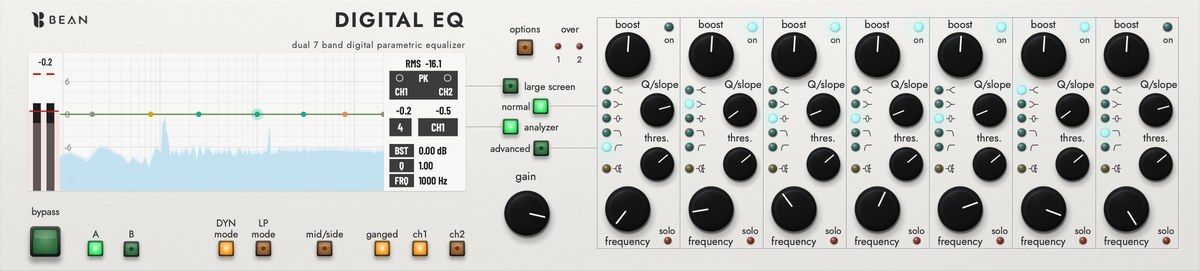 BEAN
DIGITAL EQ
dual 7 band digital parametric equalizer
-0.2
6
0
-6
RMS -16.1
PK
CH1 CH2
-0.2 -0.5
4 CH1
BST 0.00 dB
Q 1.00
FRQ 1000 Hz
bypass
A B
DYN mode
LP mode
mid/side
ganged ch1 ch2
options over
1 2
large screen
normal
analyzer
advanced
gain
boost boost boost boost boost boost boost
on on on on on on on
Q/slope Q/slope Q/slope Q/slope Q/slope Q/slope Q/slope
thres. thres. thres. thres. thres. thres. thres.
solo solo solo solo solo solo solo
frequency frequency frequency frequency frequency frequency frequency